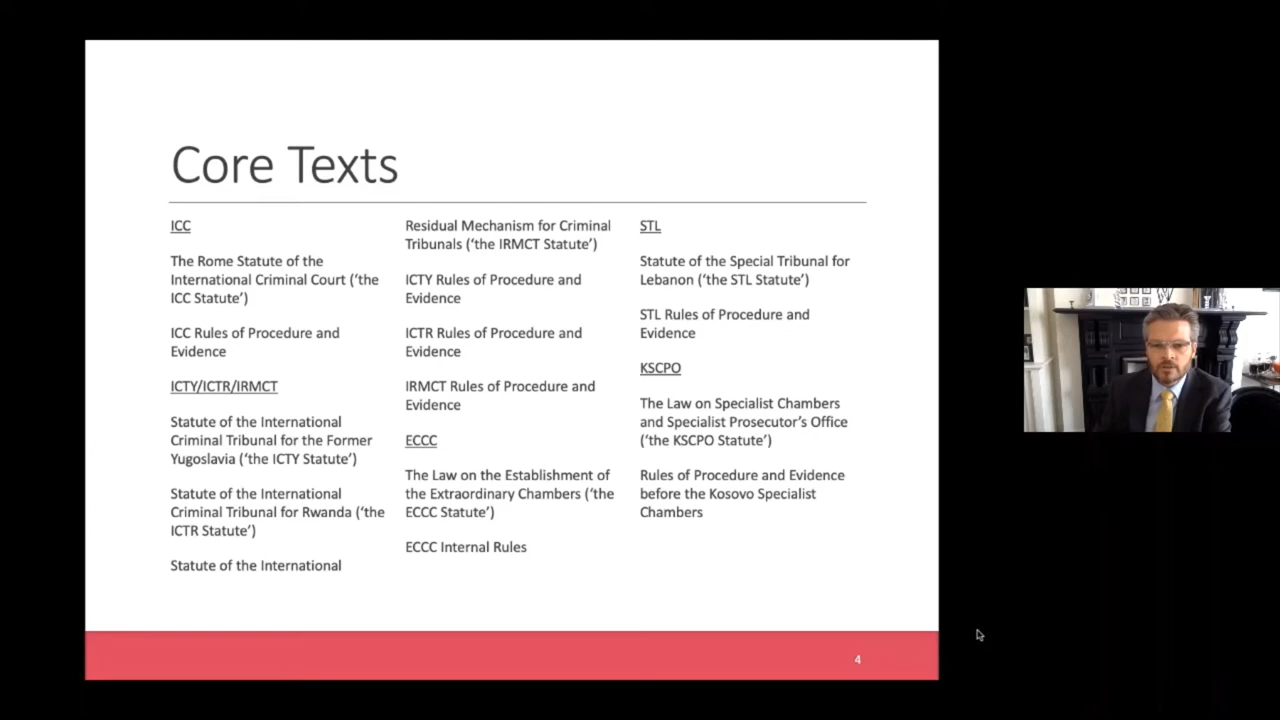 Core Texts
ICC
The Rome Statute of the
International Criminal Court (‘the
ICC Statute’)
ICC Rules of Procedure and
Evidence
ICTY/ICTR/IRMCT
Statute of the International
Criminal Tribunal for the Former
Yugoslavia (‘the ICTY Statute’)
Statute of the International
Criminal Tribunal for Rwanda (‘the
ICTR Statute’)
Statute of the International
Residual Mechanism for Criminal
Tribunals (‘the IRMCT Statute’)
ICTY Rules of Procedure and
Evidence
ICTR Rules of Procedure and
Evidence
IRMCT Rules of Procedure and
Evidence
ECCC
The Law on the Establishment of
the Extraordinary Chambers (‘the
ECCC Statute’)
ECCC Internal Rules
STL
Statute of the Special Tribunal for
Lebanon (‘the STL Statute’)
STL Rules of Procedure and
Evidence
KSCPO
The Law on Specialist Chambers
and Specialist Prosecutor’s Office
(‘the KSCPO Statute’)
Rules of Procedure and Evidence
before the Kosovo Specialist
Chambers
4